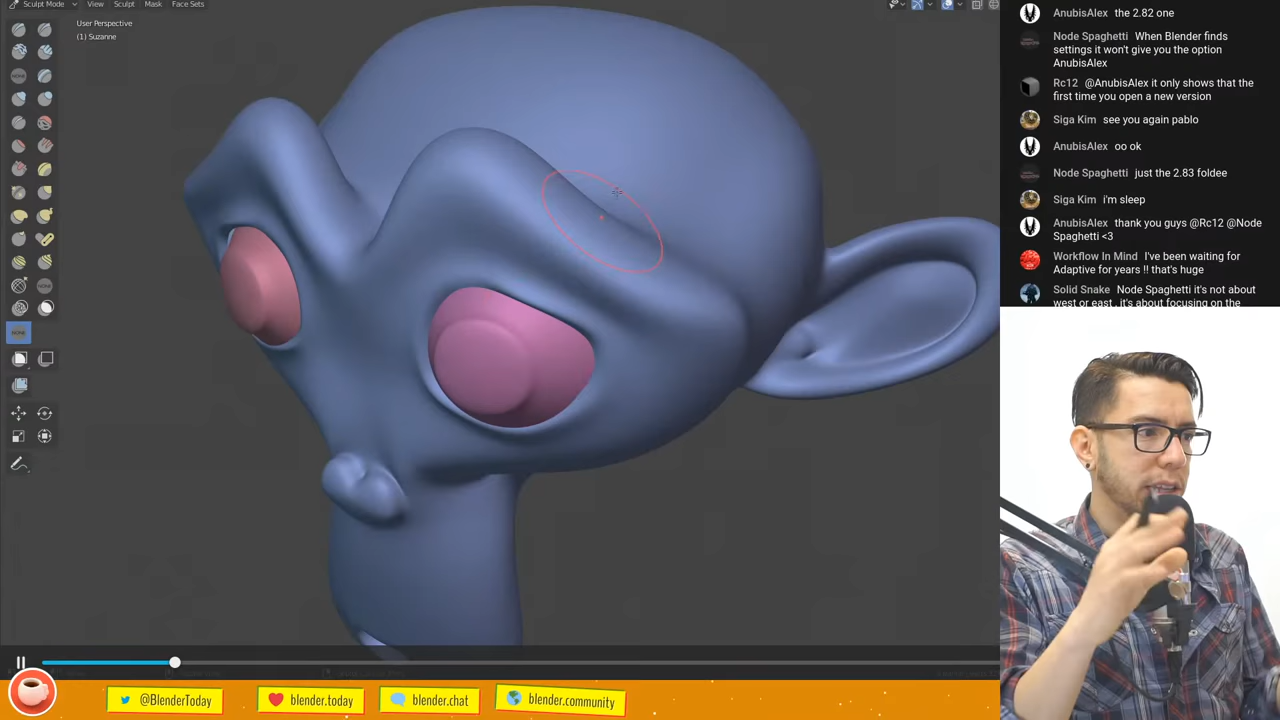 Sculpt Mode View Sculpt Mask Face Sets
User Perspective
(1) Suzanne
NONE
NONE
NONE
AnubisAlex the 2.82 one
Node Spaghetti When Blender finds
settings it won't give you the option
AnubisAlex
Rc12 @AnubisAlex it only shows that the
first time you open a new version
Siga Kim see you again pablo
AnubisAlex oo ok
Node Spaghetti just the 2.83 foldee
Siga Kim i'm sleep
AnubisAlex thank you guys @Rc12 @Node
Spaghetti <3
Workflow In Mind I've been waiting for
Adaptive for years !! that's huge
Solid Snake Node Spaghetti it's not about
west or east , it's about focusing on the
@BlenderToday
blender.today
blender.chat
blender.community